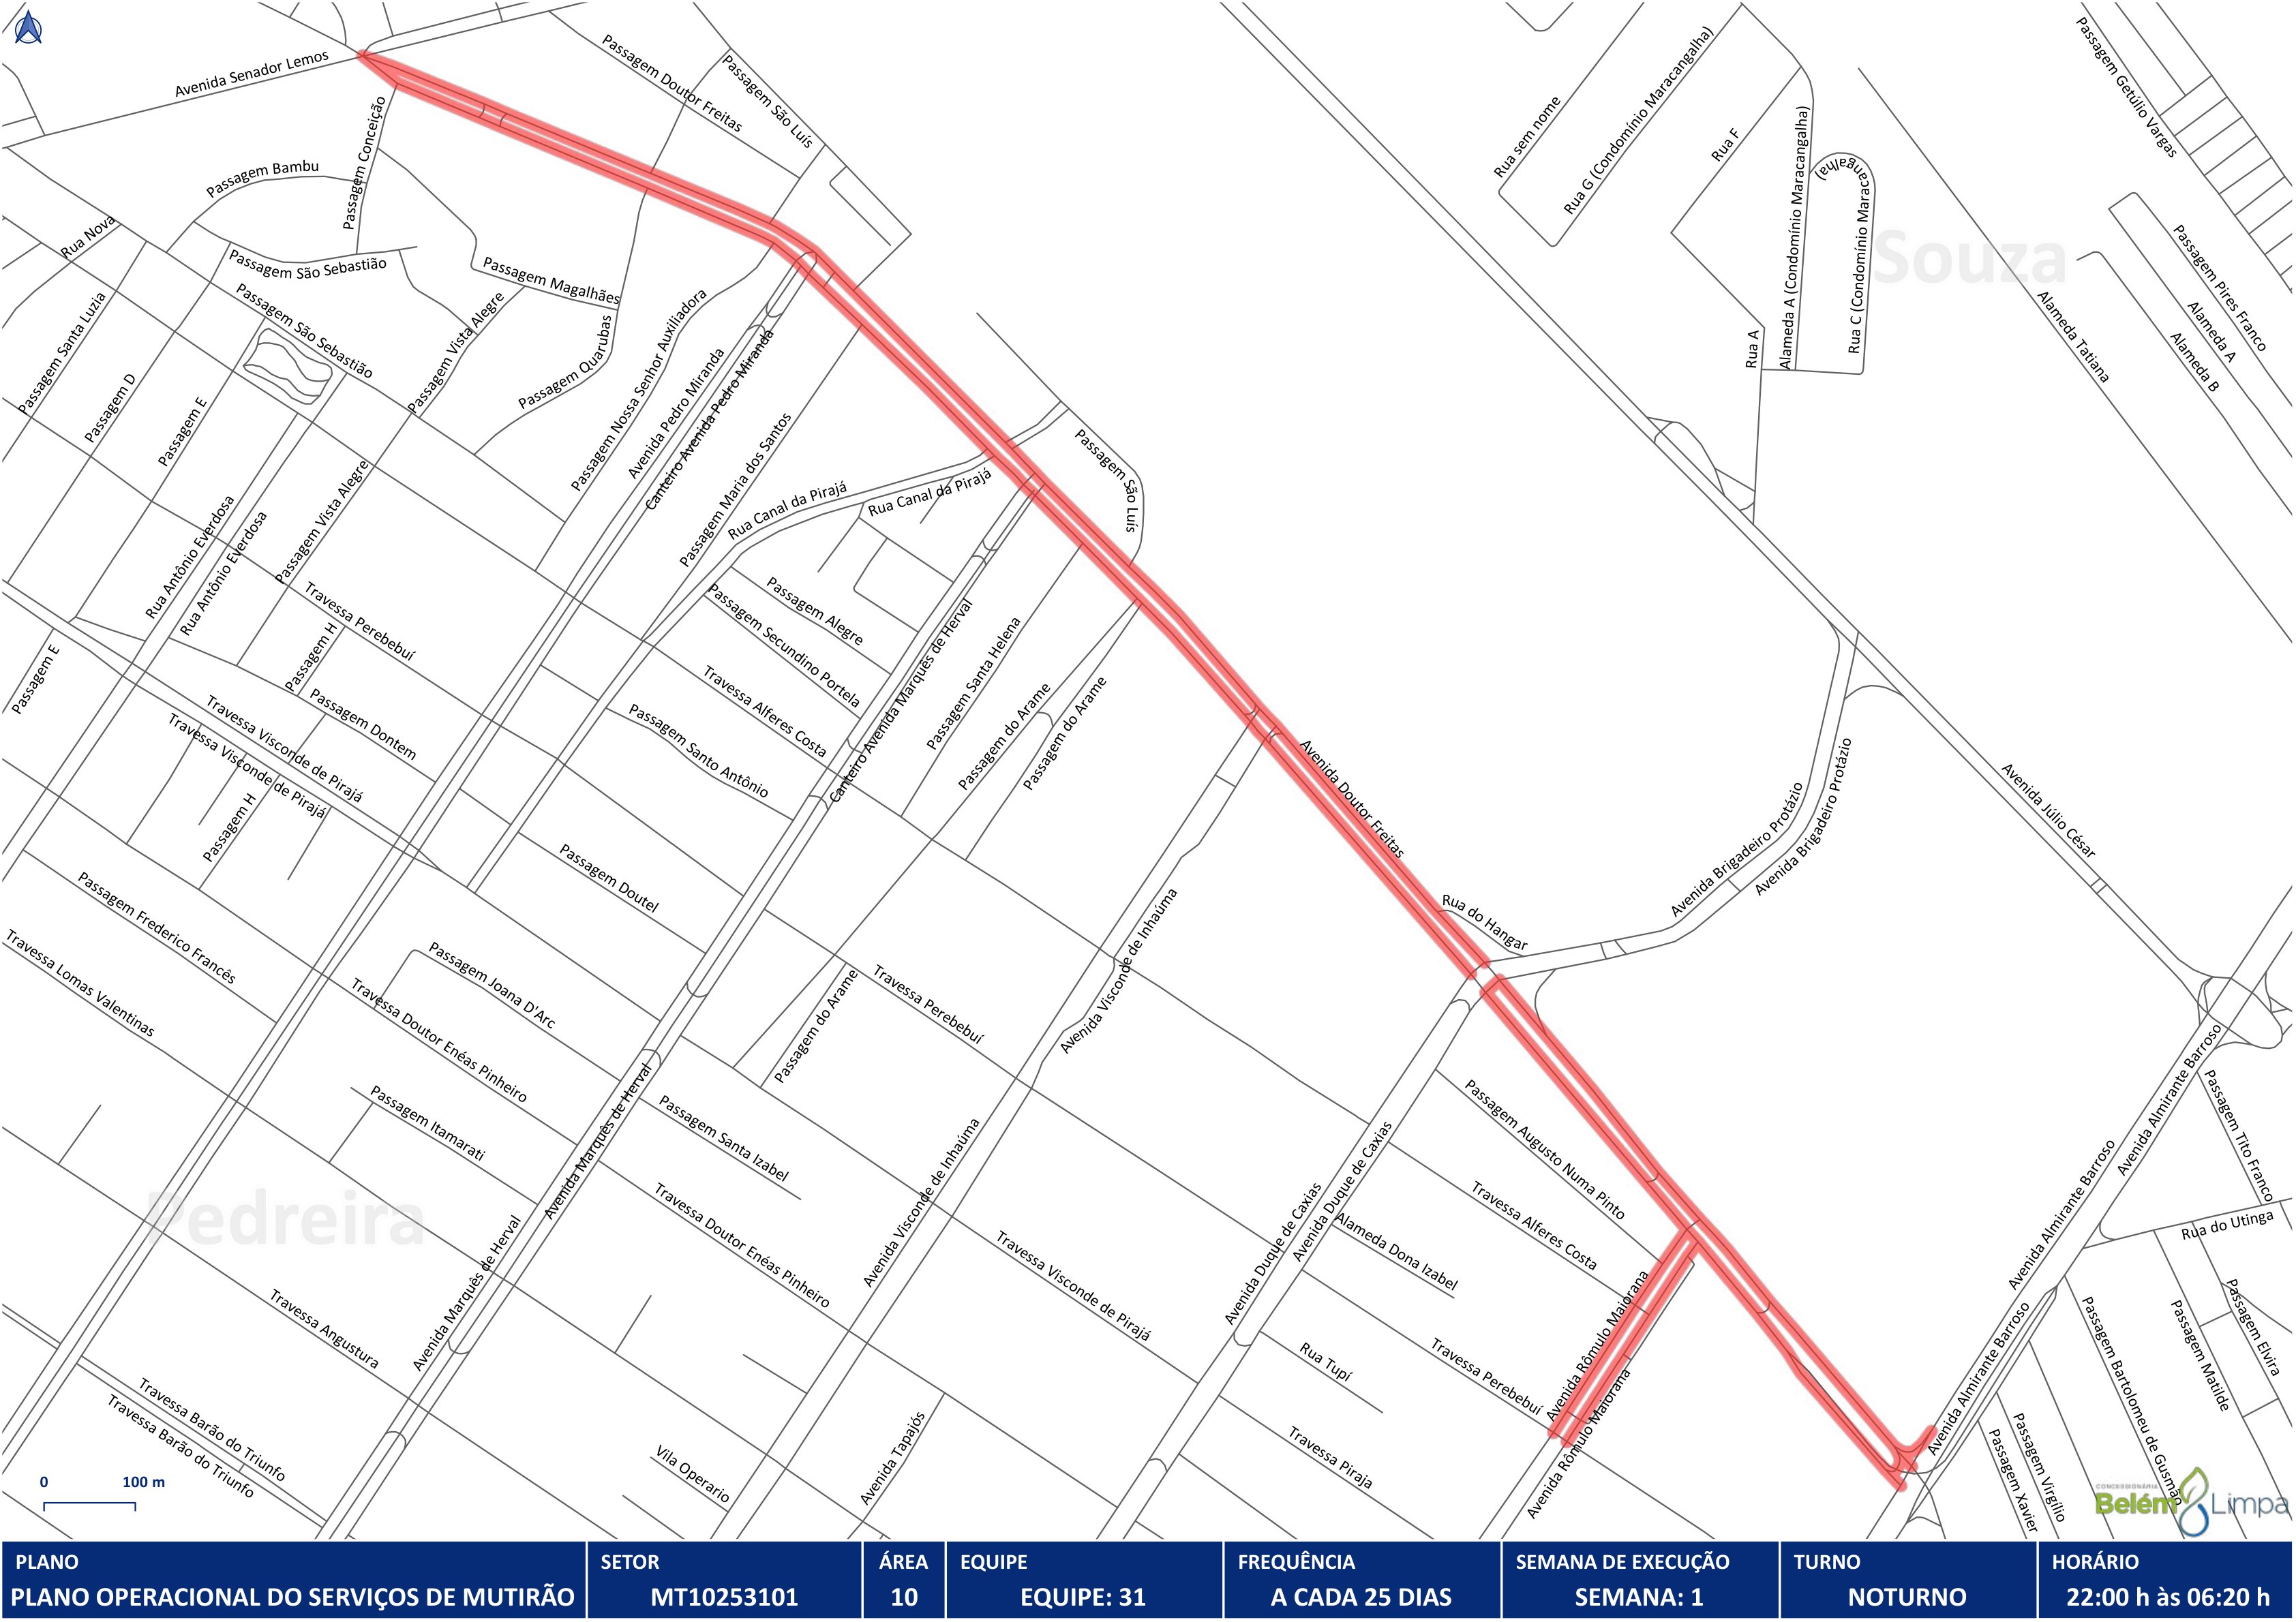 Avenida Senador Lemos
Passagem Doutor Freitas
Passagem São Luís
Passagem Conceição
Passagem Bambu
Rua Nova
Passagem São Sebastião
Passagem Magalhães
Passagem São Sebastião
Passagem Santa Luzia
Passagem D
Passagem E
Passagem Vista Alegre
Passagem Quarubas
Passagem Nossa Senhor Auxiliadora
Avenida Pedro Miranda
Canteiro Avenida Pedro Miranda
Passagem Maria dos Santos
Rua Canal da Pirajá
Rua Canal da Pirajá
Passagem São Luís
Rua sem nome
Rua G (Condomínio Maracangalha)
Rua F
Rua A
Alameda A (Condomínio Maracangalha)
Rua C (Condomínio Maracangalha)
Souza
Passagem Getúlio Vargas
Passagem Pires Franco
Alameda A
Alameda B
Alameda Tatiana
Rua Antônio Everdosa
Rua Antônio Everdosa
Passagem Vista Alegre
Travessa Perebebuí
Passagem H
Passagem E
Passagem Dontem
Travessa Visconde de Pirajá
Travessa Visconde de Pirajá
Passagem H
Passagem Alegre
Passagem Secundino Portela
Travessa Alferes Costa
Passagem Santo Antônio
Canteiro Avenida Marquês de Herval
Passagem Santa Helena
Passagem do Arame
Passagem do Arame
Avenida Doutor Freitas
Rua do Hangar
Avenida Brigadeiro Protázio
Avenida Brigadeiro Protázio
Avenida Júlio César
Passagem Frederico Francês
Travessa Lomas Valentinas
Passagem Doutel
Passagem Joana D'Arc
Travessa Doutor Enéas Pinheiro
Passagem Itamarati
Passagem do Arame
Travessa Perebebuí
Avenida Visconde de Inhaúma
Passagem Santa Izabel
Travessa Doutor Enéas Pinheiro
Avenida Marquês de Herval
Avenida Marquês de Herval
Avenida Visconde de Inhaúma
Travessa Visconde de Pirajá
Avenida Duque de Caxias
Avenida Duque de Caxias
Passagem Augusto Numa Pinto
Travessa Alferes Costa
Alameda Dona Izabel
Travessa Perebebuí
Rua Tupí
Travessa Piraja
Avenida Rômulo Maiorana
Avenida Rômulo Maiorana
Avenida Rômulo Maiorana
Avenida Almirante Barroso
Avenida Almirante Barroso
Avenida Almirante Barroso
Passagem Tito Franco
Rua do Utinga
Passagem Elvira
Passagem Matilde
Passagem Bartolomeu de Gusmão
Passagem Virgílio
Passagem Xavier
Pedreira
Travessa Angustura
Travessa Barão do Triunfo
Travessa Barão do Triunfo
Vila Operario
Avenida Tapajós
0 100 m
CONCESSIONÁRIA
Belém Limpa
PLANO
PLANO OPERACIONAL DO SERVIÇOS DE MUTIRÃO
SETOR
MT10253101
ÁREA
10
EQUIPE
EQUIPE: 31
FREQUÊNCIA
A CADA 25 DIAS
SEMANA DE EXECUÇÃO
SEMANA: 1
TURNO
NOTURNO
HORÁRIO
22:00 h às 06:20 h